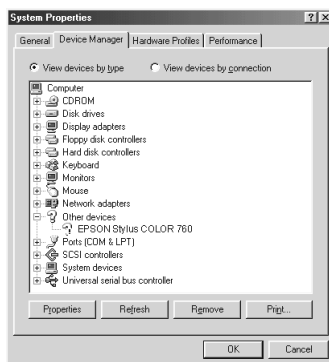 System Properties
General Device Manager Hardware Profiles Performance
View devices by type View devices by connection
Computer
CDROM
Disk drives
Display adapters
Floppy disk controllers
Hard disk controllers
Keyboard
Monitors
Mouse
Network adapters
Other devices
EPSON Stylus COLOR 760
Ports (COM & LPT)
SCSI controllers
System devices
Universal serial bus controller
Properties Refresh Remove Print...
OK Cancel